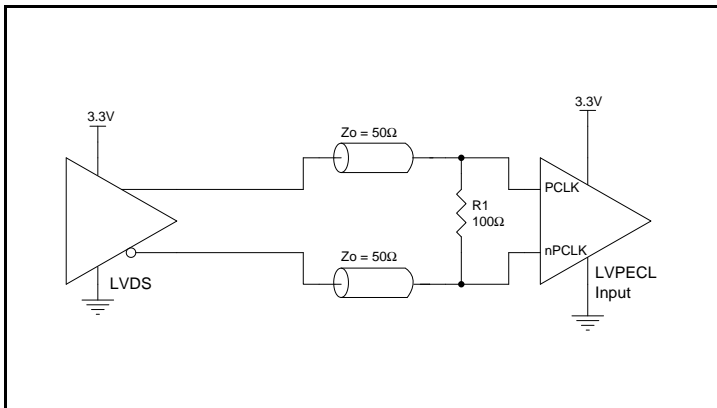 3.3V
LVDS
Zo = 50Ω
Zo = 50Ω
R1
100Ω
3.3V
PCLK
nPCLK
LVPECL
Input